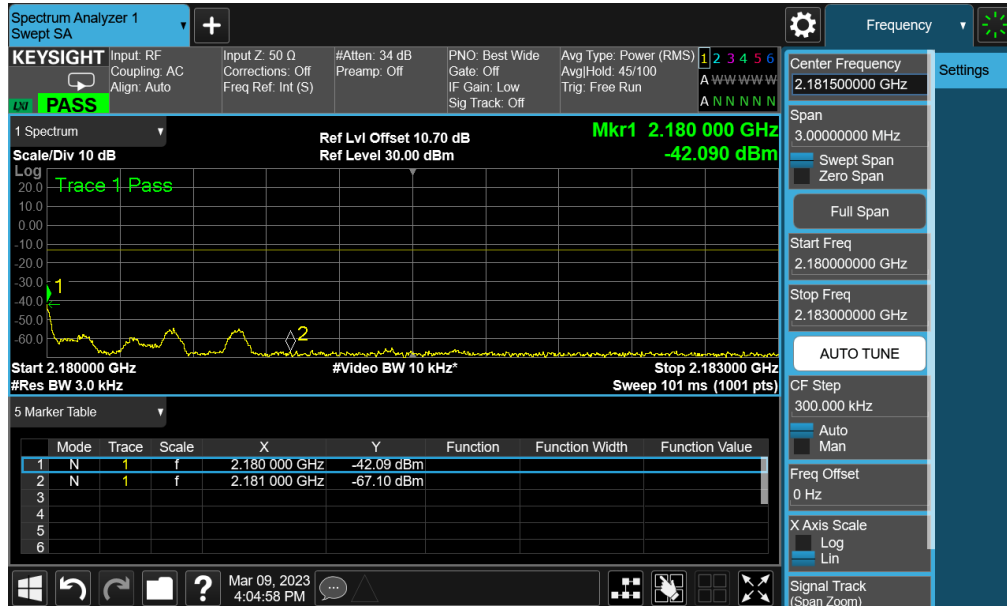 Spectrum Analyzer 1
Swept SA
Frequency
KEYSIGHT
LXI
PASS
Input: RF
Coupling: AC
Align: Auto
Input Z: 50 Ω
Corrections: Off
Freq Ref: Int (S)
#Atten: 34 dB
Preamp: Off
PNO: Best Wide
Gate: Off
IF Gain: Low
Sig Track: Off
Avg Type: Power (RMS)
Avg|Hold: 45/100
Trig: Free Run
1 2 3 4 5 6
A W W W W W
A N N N N N
1 Spectrum
Scale/Div 10 dB
Ref Lvl Offset 10.70 dB
Ref Level 30.00 dBm
Mkr1 2.180 000 GHz
-42.090 dBm
Log
Trace 1 Pass
20.0
10.0
0.00
-10.0
-20.0
-30.0
-40.0
-50.0
-60.0
1
2
Start 2.180000 GHz
#Res BW 3.0 kHz
#Video BW 10 kHz*
Stop 2.183000 GHz
Sweep 101 ms (1001 pts)
5 Marker Table
Mode Trace Scale X Y Function Function Width Function Value
1 N 1 f 2.180 000 GHz -42.09 dBm
2 N 1 f 2.181 000 GHz -67.10 dBm
3
4
5
6
Mar 09, 2023
4:04:58 PM
Center Frequency
2.181500000 GHz
Span
3.00000000 MHz
Swept Span
Zero Span
Full Span
Start Freq
2.180000000 GHz
Stop Freq
2.183000000 GHz
AUTO TUNE
CF Step
300.000 kHz
Auto
Man
Freq Offset
0 Hz
X Axis Scale
Log
Lin
Signal Track
(Span Zoom)
Settings